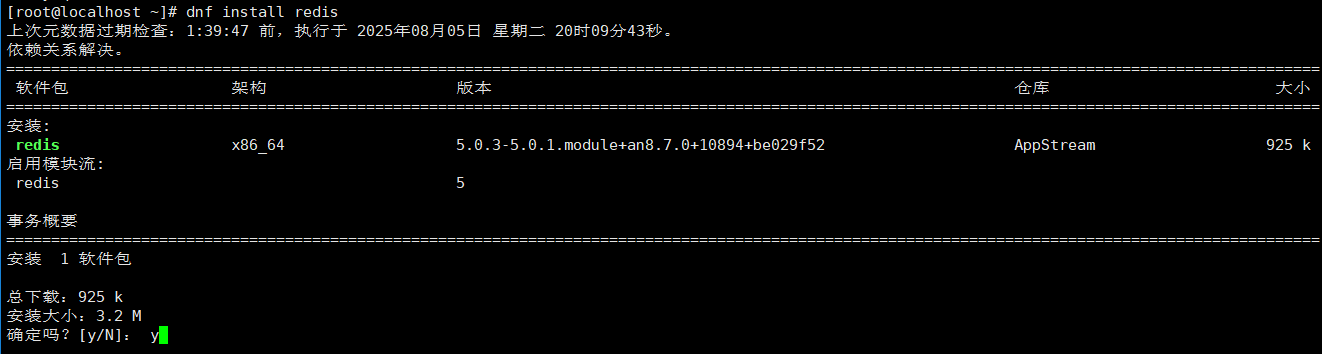 [root@localhost ~]# dnf install redis
上次元数据过期检查：1:39:47 前，执行于 2025年08月05日 星期二 20时09分43秒。
依赖关系解决。
================================================================================
软件包 架构 版本 仓库 大小
================================================================================
安装:
redis x86_64 5.0.3-5.0.1.module+an8.7.0+10894+be029f52 AppStream 925 k
启用模块流:
redis 5
事务概要
================================================================================
安装 1 软件包
总下载：925 k
安装大小：3.2 M
确定吗？[y/N]： y